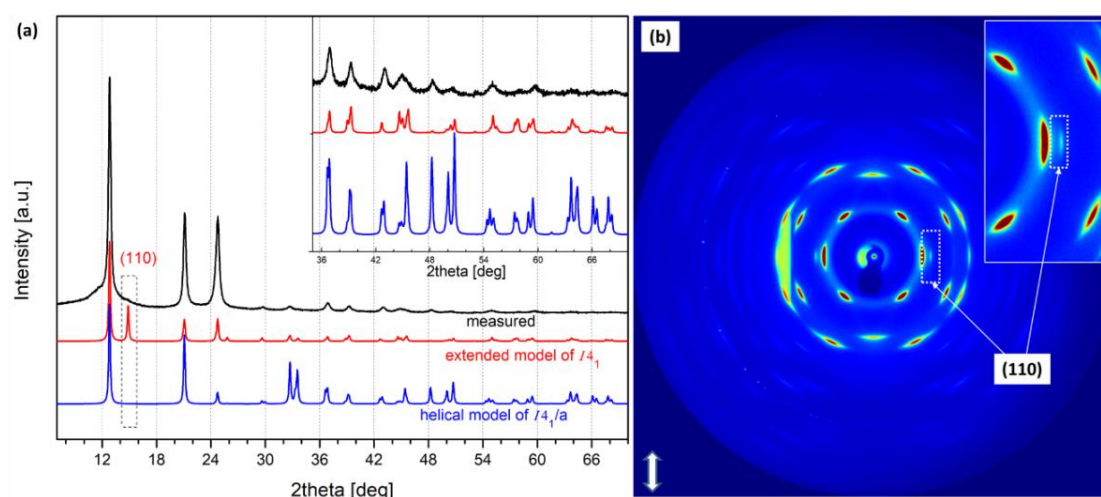 (a)
Intensity [a.u.]
(110)
measured
extended model of I4₁
helical model of I4₁/a
12 18 24 30 36 42 48 54 60 66
2theta [deg]
36 42 48 54 60 66
2theta [deg]
(b)
(110)